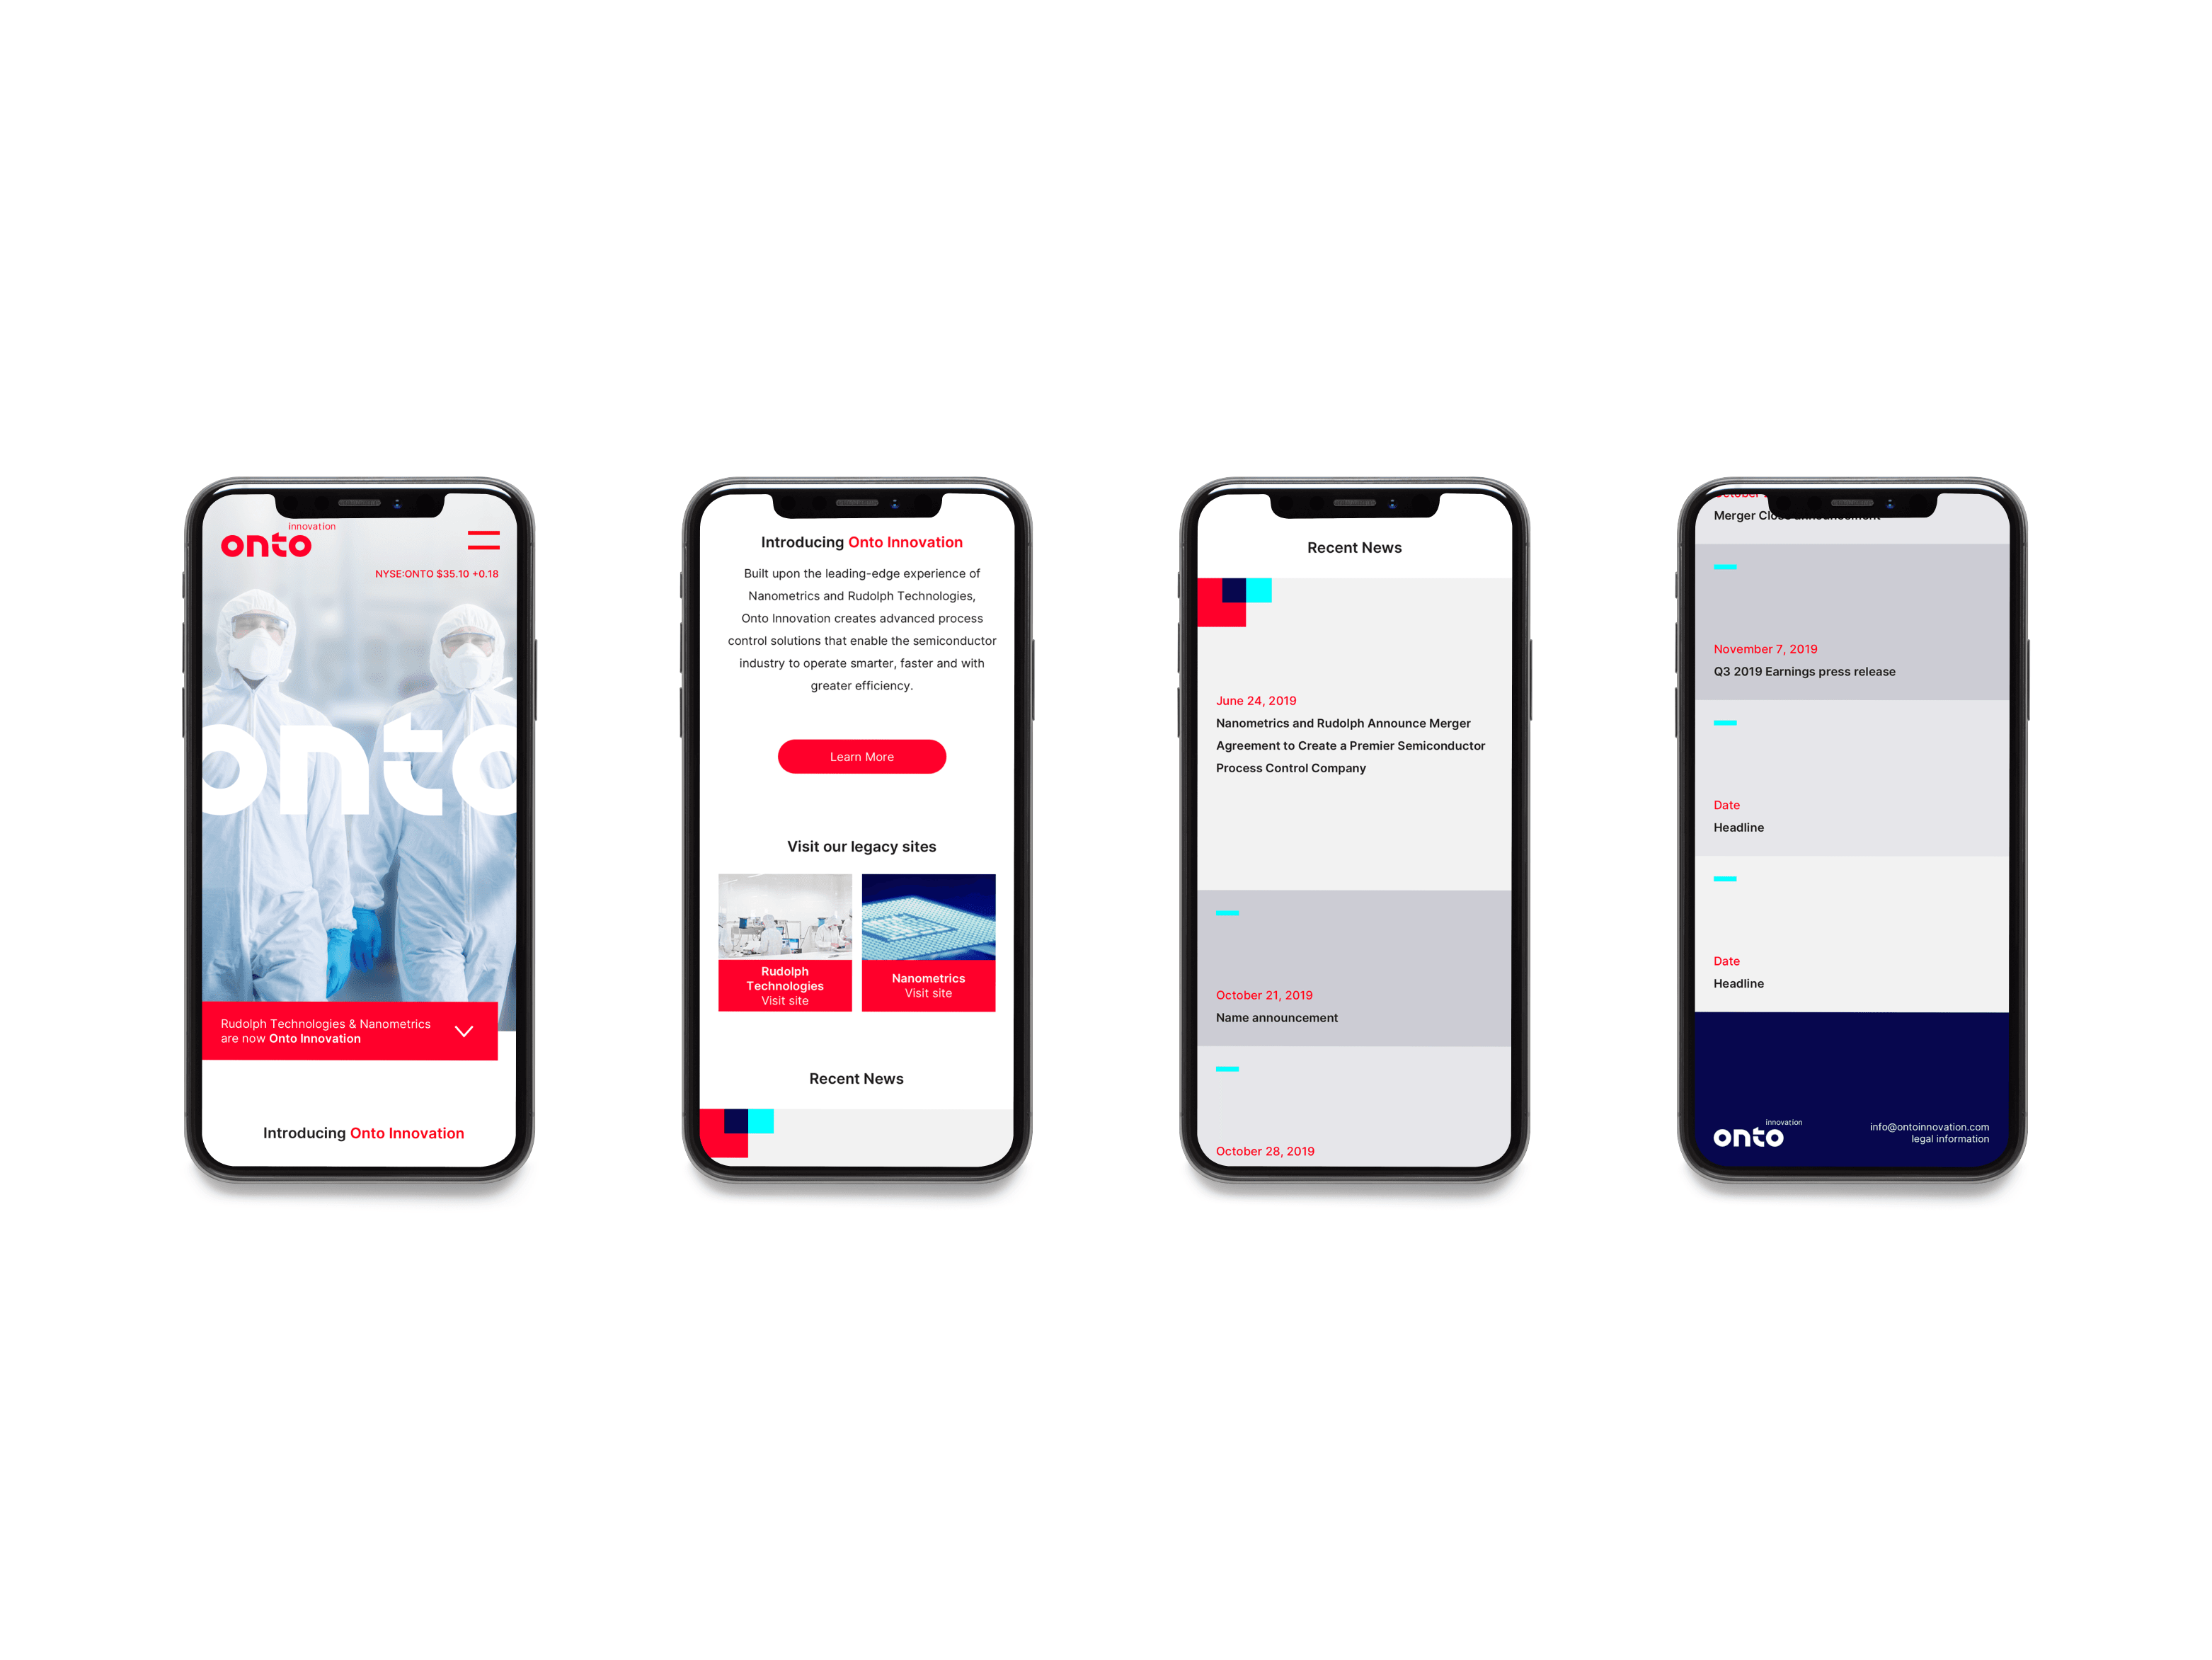 innovation
onto
NYSE:ONTO $35.10 +0.18
onto
Rudolph Technologies & Nanometrics
are now Onto Innovation
Introducing Onto Innovation
Introducing Onto Innovation
Built upon the leading-edge experience of
Nanometrics and Rudolph Technologies,
Onto Innovation creates advanced process
control solutions that enable the semiconductor
industry to operate smarter, faster and with
greater efficiency.
Learn More
Visit our legacy sites
Rudolph
Technologies
Visit site
Nanometrics
Visit site
Recent News
Recent News
June 24, 2019
Nanometrics and Rudolph Announce Merger
Agreement to Create a Premier Semiconductor
Process Control Company
October 21, 2019
Name announcement
October 28, 2019
October
Merger Close announcement
November 7, 2019
Q3 2019 Earnings press release
Date
Headline
Date
Headline
innovation
onto
info@ontoinnovation.com
legal information